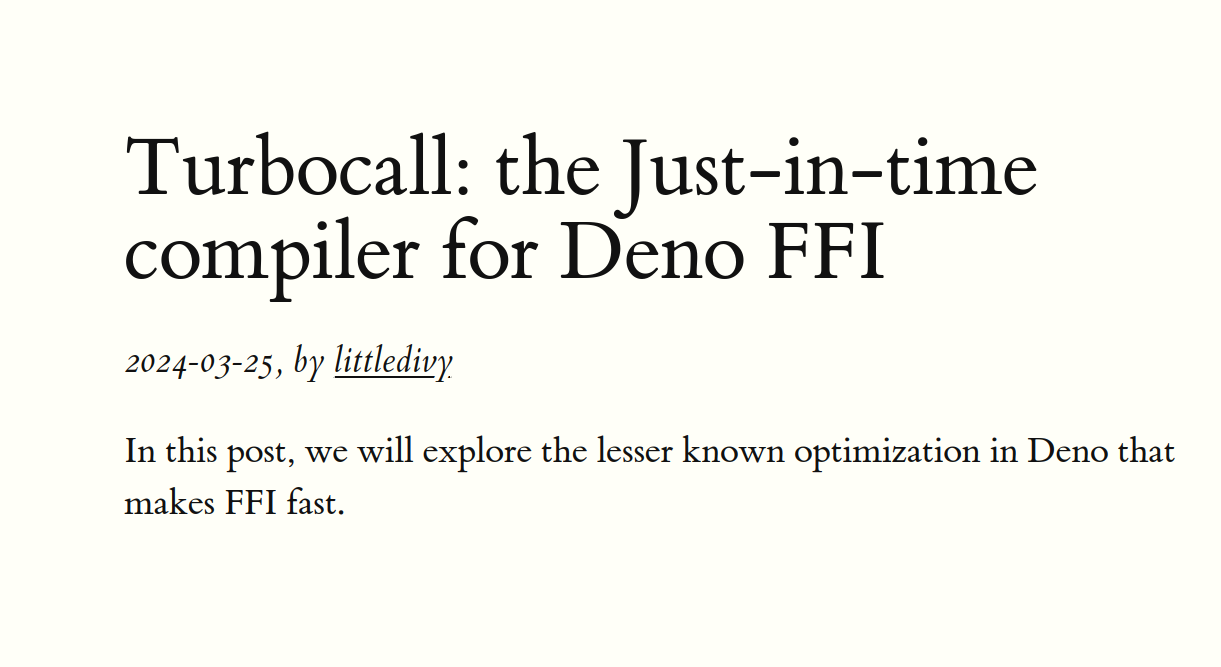 Turbocall: the Just-in-time
compiler for Deno FFI
2024-03-25, by littledivy
In this post, we will explore the lesser known optimization in Deno that
makes FFI fast.